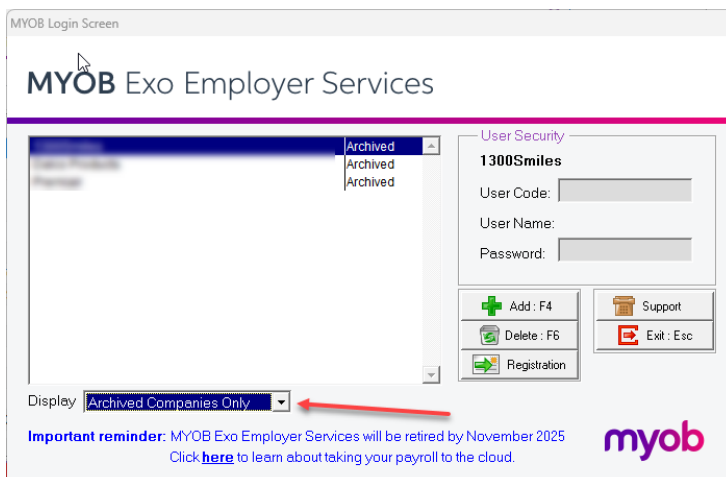 MYOB Login Screen
MYOB Exo Employer Services
Archived
Archived
Archived
User Security
1300Smiles
User Code:
User Name:
Password:
Add : F4
Support
Delete : F6
Exit : Esc
Registration
Display Archived Companies Only
Important reminder: MYOB Exo Employer Services will be retired by November 2025
Click here to learn about taking your payroll to the cloud.
myob